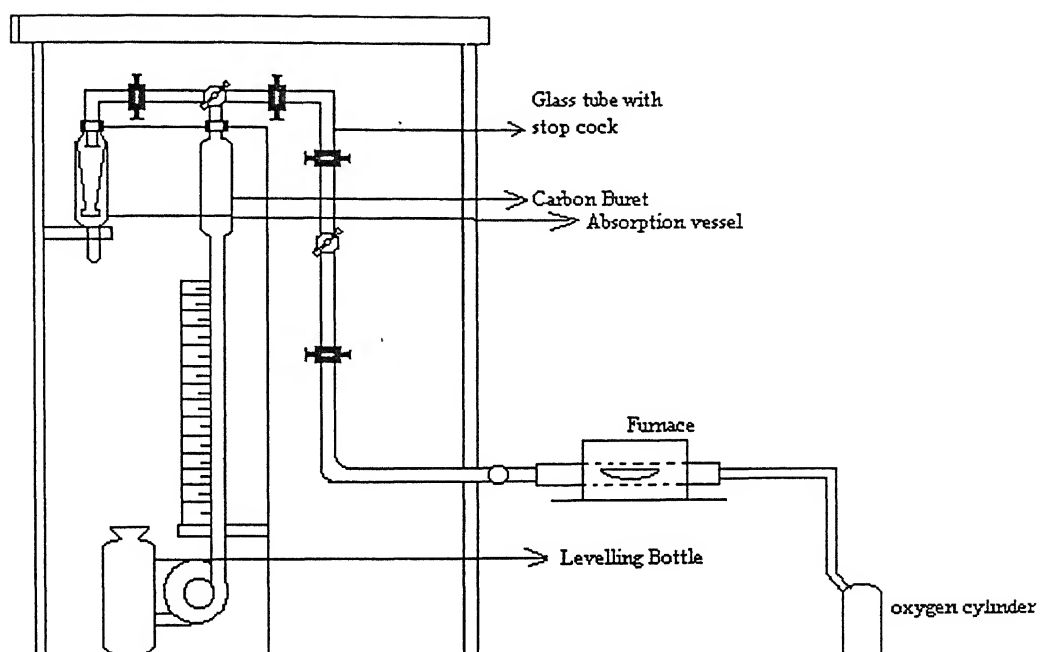 Glass tube with
stop cock
Carbon Buret
Absorption vessel
Furnace
Levelling Bottle
oxygen cylinder